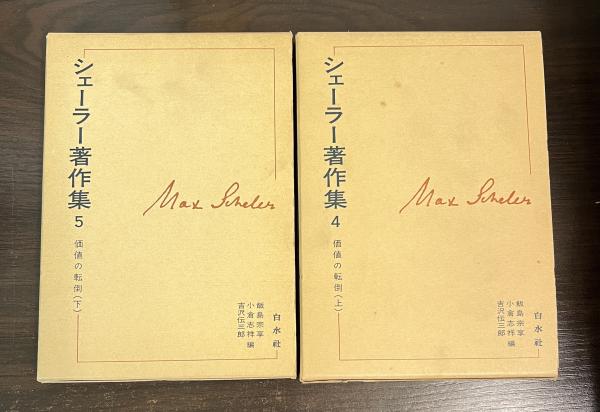 シェーラー著作集 5
価値の転倒(下)
Max Scheler
飯島宗享
小倉志祥 編
吉沢伝三郎
シェーラー著作集 4
価値の転倒(上)
Max Scheler
白水社
飯島宗享
小倉志祥 編
吉沢伝三郎